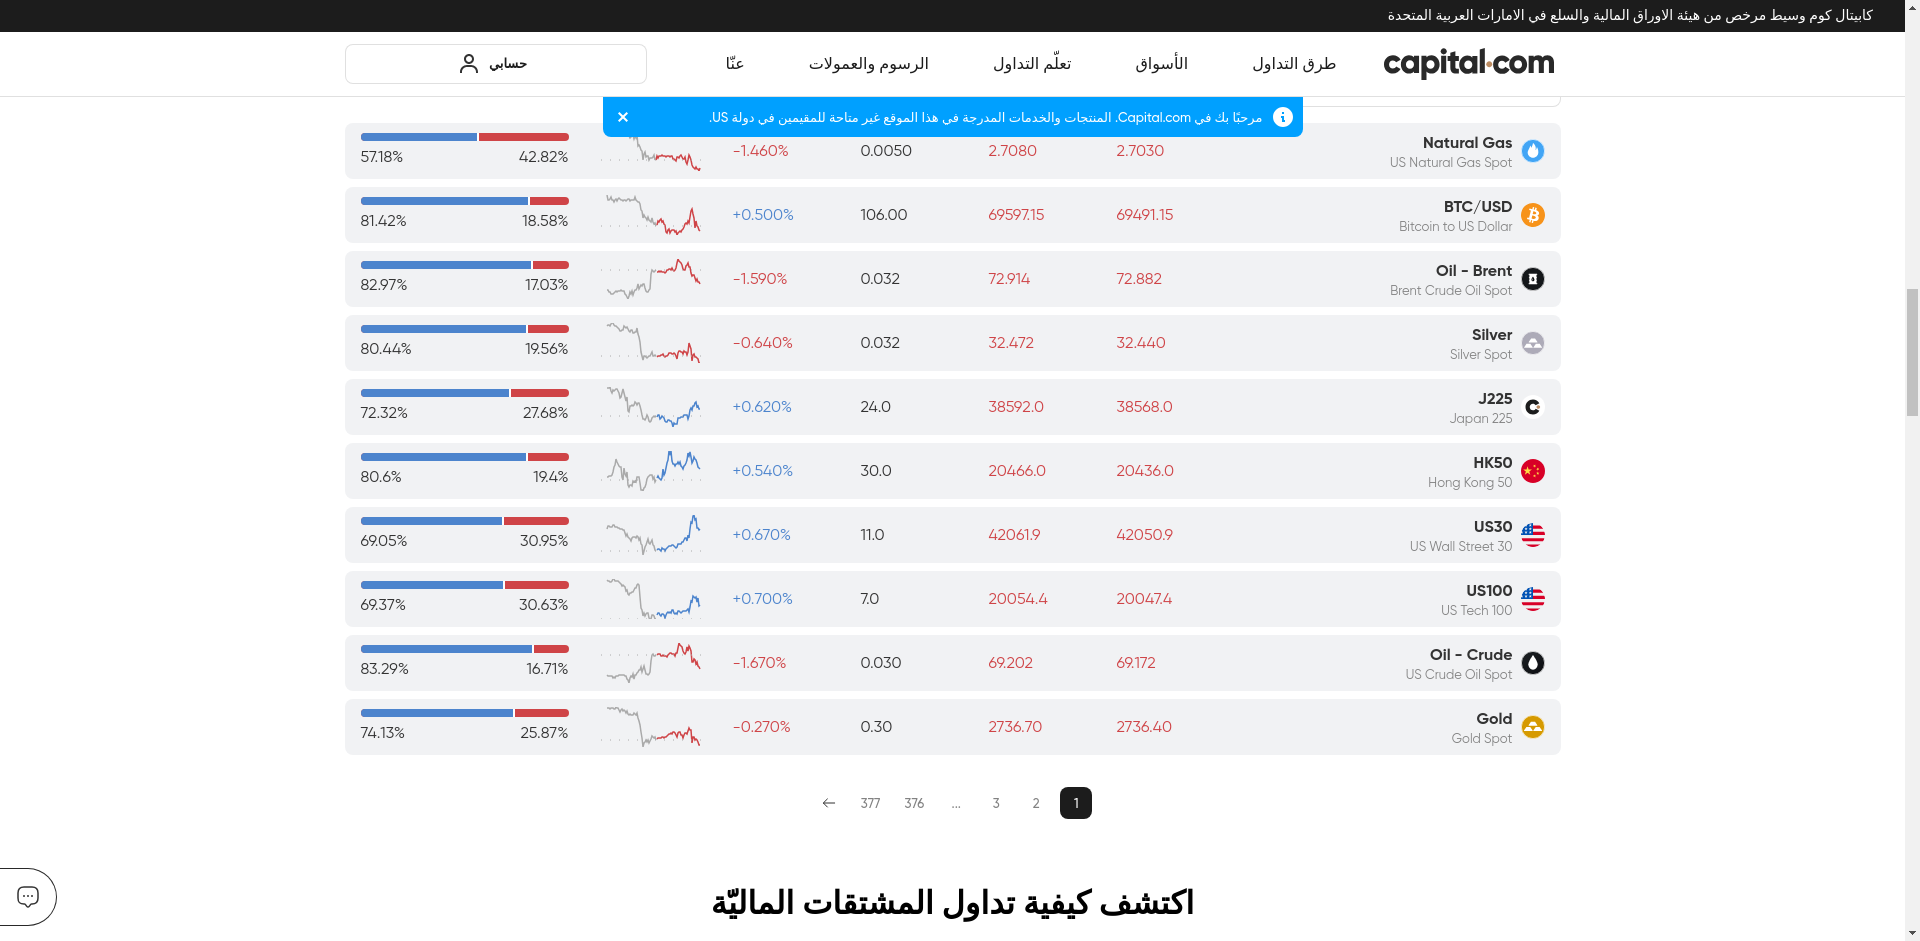 كابيتال كوم وسيط مرخص من هيئة الاوراق المالية والسلع في الامارات العربية المتحدة
capital.com
طرق التداول
الأسواق
تعلّم التداول
الرسوم والعمولات
عنّا
حسابي
مرحبًا بك في Capital.com. المنتجات والخدمات المدرجة في هذا الموقع غير متاحة للمقيمين في دولة US.
Natural Gas
US Natural Gas Spot
2.7030
2.7080
0.0050
-1.460%
42.82%
57.18%
BTC/USD
Bitcoin to US Dollar
69491.15
69597.15
106.00
+0.500%
18.58%
81.42%
Oil - Brent
Brent Crude Oil Spot
72.882
72.914
0.032
-1.590%
17.03%
82.97%
Silver
Silver Spot
32.440
32.472
0.032
-0.640%
19.56%
80.44%
J225
Japan 225
38568.0
38592.0
24.0
+0.620%
27.68%
72.32%
HK50
Hong Kong 50
20436.0
20466.0
30.0
+0.540%
19.4%
80.6%
US30
US Wall Street 30
42050.9
42061.9
11.0
+0.670%
30.95%
69.05%
US100
US Tech 100
20047.4
20054.4
7.0
+0.700%
30.63%
69.37%
Oil - Crude
US Crude Oil Spot
69.172
69.202
0.030
-1.670%
16.71%
83.29%
Gold
Gold Spot
2736.40
2736.70
0.30
-0.270%
25.87%
74.13%
1
2
3
...
376
377
اكتشف كيفية تداول المشتقات الماليّة